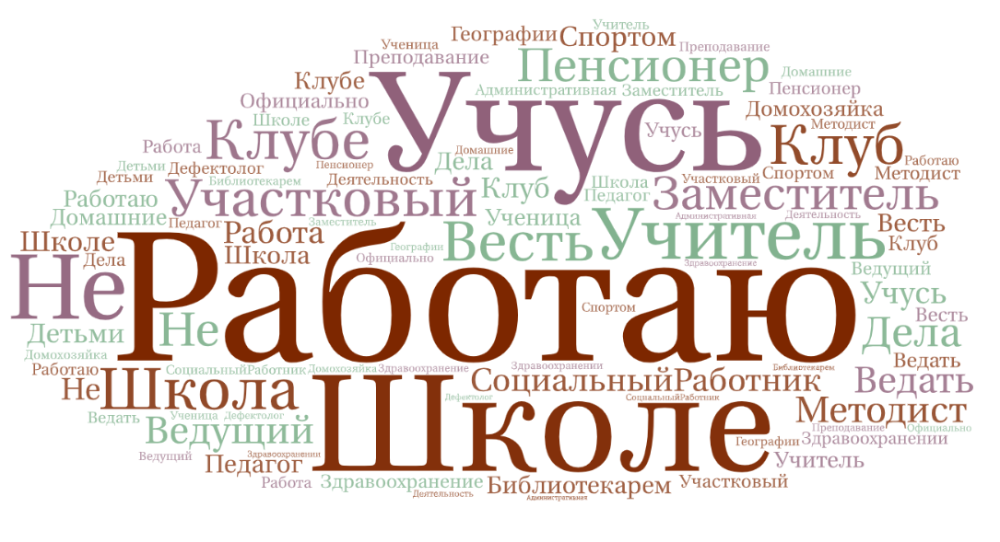 Учитель
Географии Спортом
Ученица Преподавание
Преподавание Пенсионер Домашние
Клубе Учусь Административная Заместитель Пенсионер
Официально Домохозяйка
Школе Клубе Учусь Методист
Работа Клубе Домашние Клуб
Детьми Дефектолог Пенсионер Дела Работаю
Детьми Библиотекарем Деятельность Школа Участковый Спортом Методист
Работаю Участковый Клуб Педагог Заместитель
Домашние Педагог Заместитель Ученица Административная Деятельность Весть
Школе Работа Географии Весть Учитель Клуб
Дела Школа Официально Здравоохранение Ведущий
Не Работаю Спортом Учусь
Детьми Не Весть
Дела
Домохозяйка Ведать
Работаю СоциальныйРаботник Домохозяйка Здравоохранение Здравоохранении Библиотекарем
Не Школа СоциальныйРаботник Ведать
Дефектолог СоциальныйРаботник
Ведать Ученица Дефектолог Школе Методист
Ведущий Преподавание Официально
Ведущий Здравоохранении Географии Здравоохранении
Педагог Учитель
Работа Здравоохранение Библиотекарем Участковый
Деятельность Административная